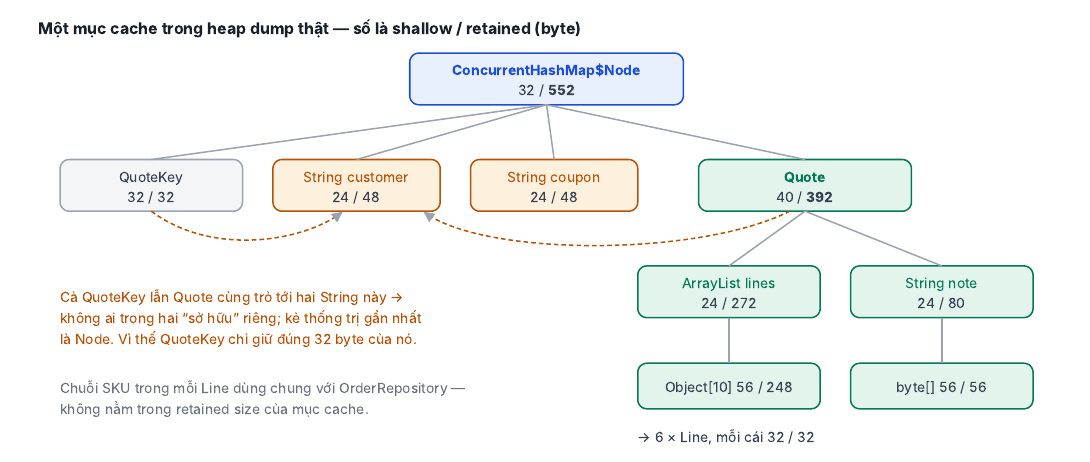 Một mục cache trong heap dump thật — số là shallow / retained (byte)
ConcurrentHashMap$Node
32 / 552
QuoteKey
32 / 32
String customer
24 / 48
String coupon
24 / 48
Quote
40 / 392
ArrayList lines
24 / 272
String note
24 / 80
Cả QuoteKey lẫn Quote cùng trỏ tới hai String này →
không ai trong hai “sở hữu” riêng; kẻ thống trị gần nhất
là Node. Vì thế QuoteKey chỉ giữ đúng 32 byte của nó.
Object[10] 56 / 248
byte[] 56 / 56
Chuỗi SKU trong mỗi Line dùng chung với OrderRepository —
không nằm trong retained size của mục cache.
→ 6 × Line, mỗi cái 32 / 32